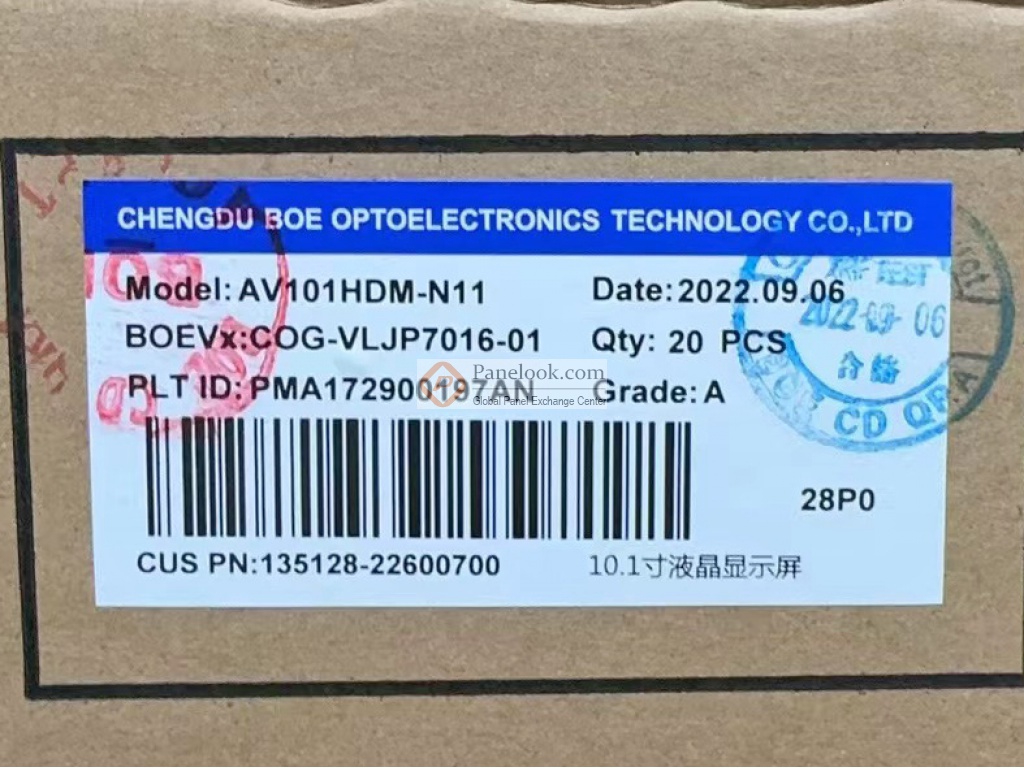 CHENGDU BOE OPTOELECTRONICS TECHNOLOGY CO.,LTD
Model: AV101HDM-N11 Date: 2022.09.06
BOEVx:COG-VLJP7016-01 Qty: 20 PCS
PLT ID: PMA172900197AN Grade: A
Panelook.com
Global Panel Exchange Center
2022-09-06
CD
28P0
CUS PN:135128-22600700 10.1寸液晶显示屏